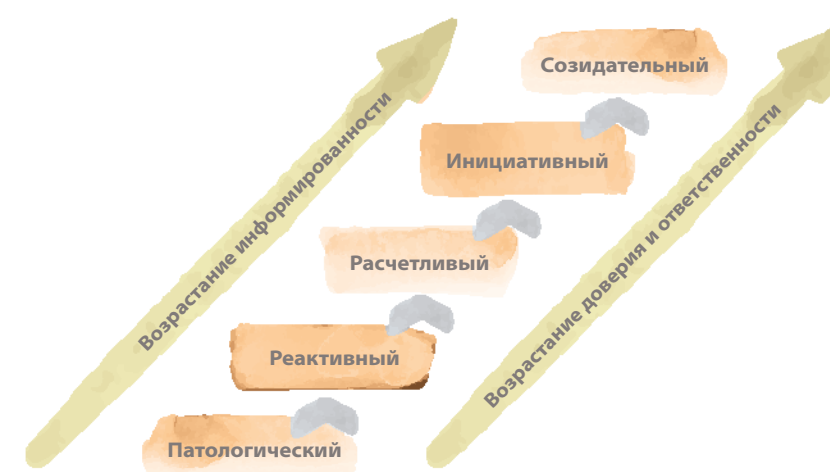 Созидательный
Инициативный
Расчетливый
Реактивный
Патологический
Возрастание информированности
Возрастание доверия и ответственности